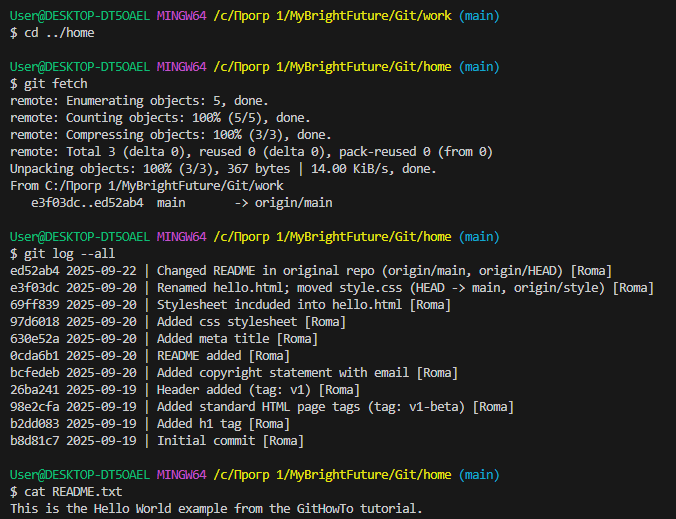 User@DESKTOP-DT5OAEL MINGW64 /c/Прогр 1/MyBrightFuture/Git/work (main)
$ cd ../home
User@DESKTOP-DT5OAEL MINGW64 /c/Прогр 1/MyBrightFuture/Git/home (main)
$ git fetch
remote: Enumerating objects: 5, done.
remote: Counting objects: 100% (5/5), done.
remote: Compressing objects: 100% (3/3), done.
remote: Total 3 (delta 0), reused 0 (delta 0), pack-reused 0 (from 0)
Unpacking objects: 100% (3/3), 367 bytes | 14.00 KiB/s, done.
From C:/Прогр 1/MyBrightFuture/Git/work
   e3f03dc..ed52ab4  main       -> origin/main
User@DESKTOP-DT5OAEL MINGW64 /c/Прогр 1/MyBrightFuture/Git/home (main)
$ git log --all
ed52ab4 2025-09-22 | Changed README in original repo (origin/main, origin/HEAD) [Roma]
e3f03dc 2025-09-20 | Renamed hello.html; moved style.css (HEAD -> main, origin/style) [Roma]
69ff839 2025-09-20 | Stylesheet incduded into hello.html [Roma]
97d6018 2025-09-20 | Added css stylesheet [Roma]
630e52a 2025-09-20 | Added meta title [Roma]
0cda6b1 2025-09-20 | README added [Roma]
bcfedeb 2025-09-20 | Added copyright statement with email [Roma]
26ba241 2025-09-19 | Header added (tag: v1) [Roma]
98e2cfa 2025-09-19 | Added standard HTML page tags (tag: v1-beta) [Roma]
b2dd083 2025-09-19 | Added h1 tag [Roma]
b8d81c7 2025-09-19 | Initial commit [Roma]
User@DESKTOP-DT5OAEL MINGW64 /c/Прогр 1/MyBrightFuture/Git/home (main)
$ cat README.txt
This is the Hello World example from the GitHowTo tutorial.